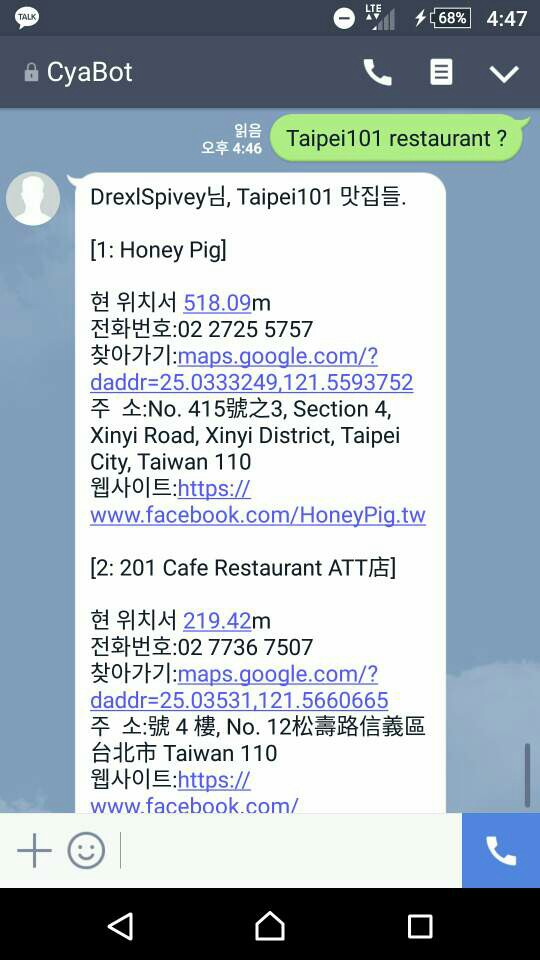 TALK
LTE
68%
4:47
CyaBot
읽음
오후 4:46
Taipei101 restaurant ?
DrexlSpivey님, Taipei101 맛집들.
[1: Honey Pig]
현 위치서 518.09m
전화번호:02 2725 5757
찾아가기:maps.google.com/?
daddr=25.0333249,121.5593752
주  소:No. 415號之3, Section 4,
Xinyi Road, Xinyi District, Taipei
City, Taiwan 110
웹사이트:https://
www.facebook.com/HoneyPig.tw
[2: 201 Cafe Restaurant ATT店]
현 위치서 219.42m
전화번호:02 7736 7507
찾아가기:maps.google.com/?
daddr=25.03531,121.5660665
주  소:號 4 樓, No. 12松壽路信義區
台北市 Taiwan 110
웹사이트:https://
www.facebook.com/